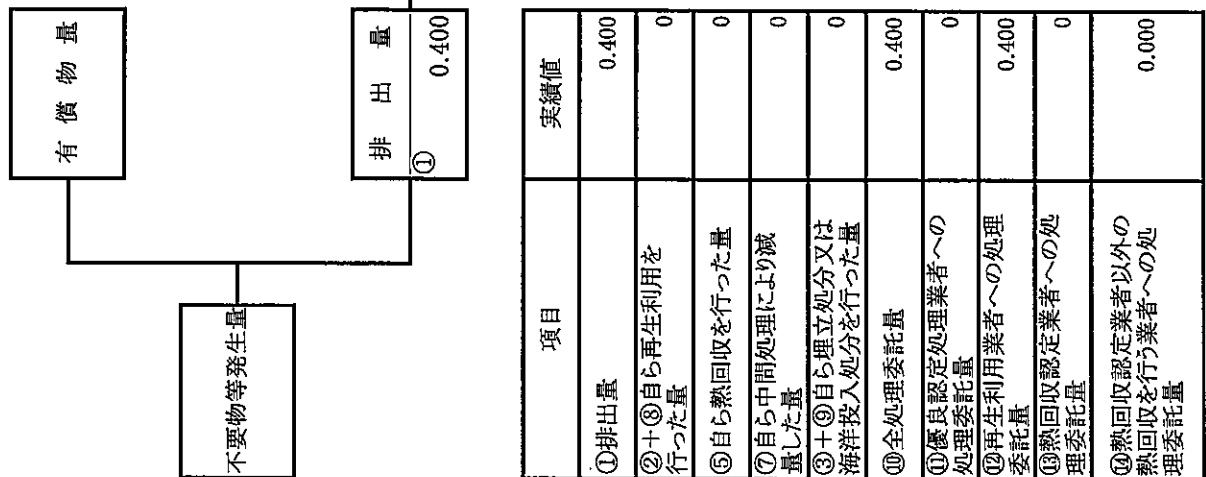 不要物等発生量
有償物量
排出量
①
0.400
項目
実績値
①排出量
0.400
②+⑧自ら再生利用を
行った量
0
⑤自ら熱回収を行った量
0
⑦自ら中間処理により減
量した量
0
③+⑨自ら埋立処分又は
海洋投入処分を行った量
0
⑩全処理委託量
0.400
⑪優良認定処理業者への
処理委託量
0
⑫再生利用業者への処理
委託量
0.400
⑬熱回収認定業者への処
理委託量
0
⑭熱回収認定業者以外の
熱回収を行う業者への処
理委託量
0.000